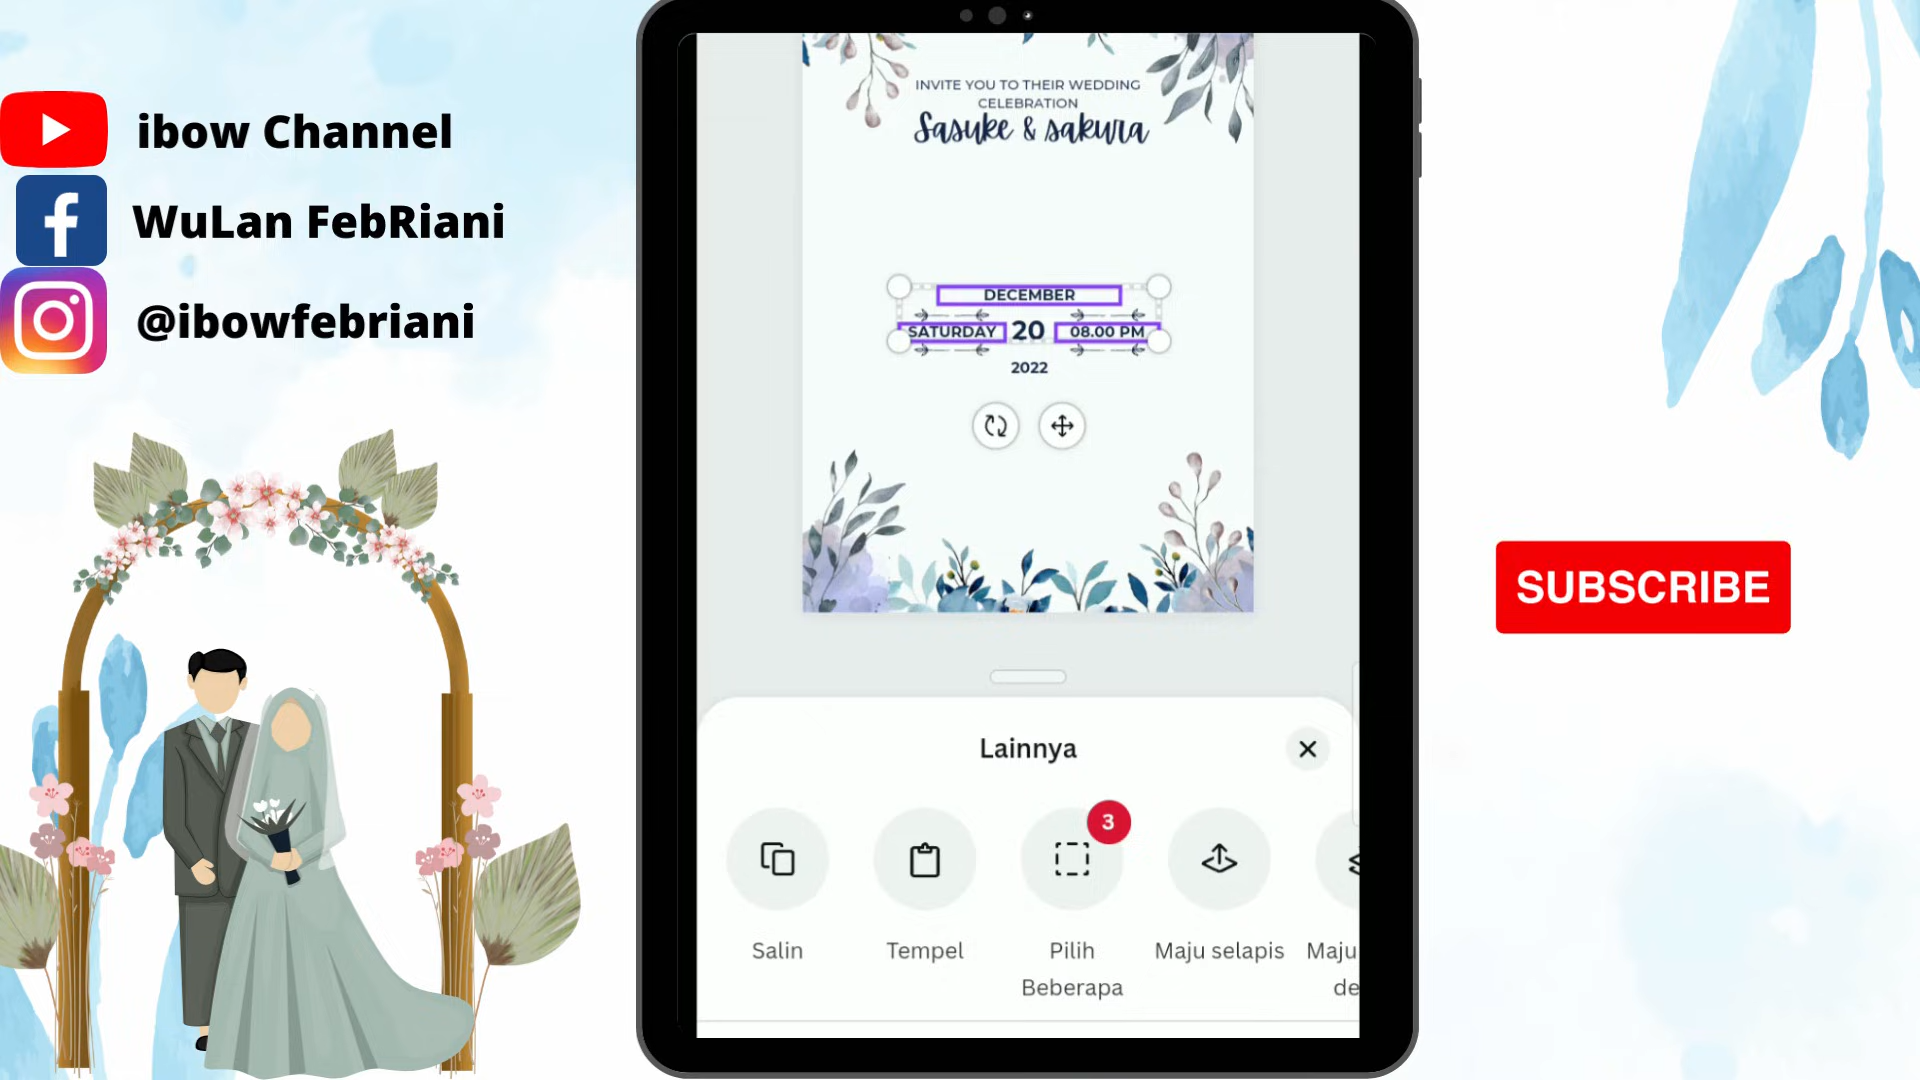 ibow Channel
WuLan FebRiani
@ibowfebriani
INVITE YOU TO THEIR WEDDING
CELEBRATION
Sasuke & sakura
DECEMBER
SATURDAY 20 08.00 PM
2022
Lainnya
3
Salin
Tempel
Pilih
Beberapa
Maju selapis
Maju
de
SUBSCRIBE